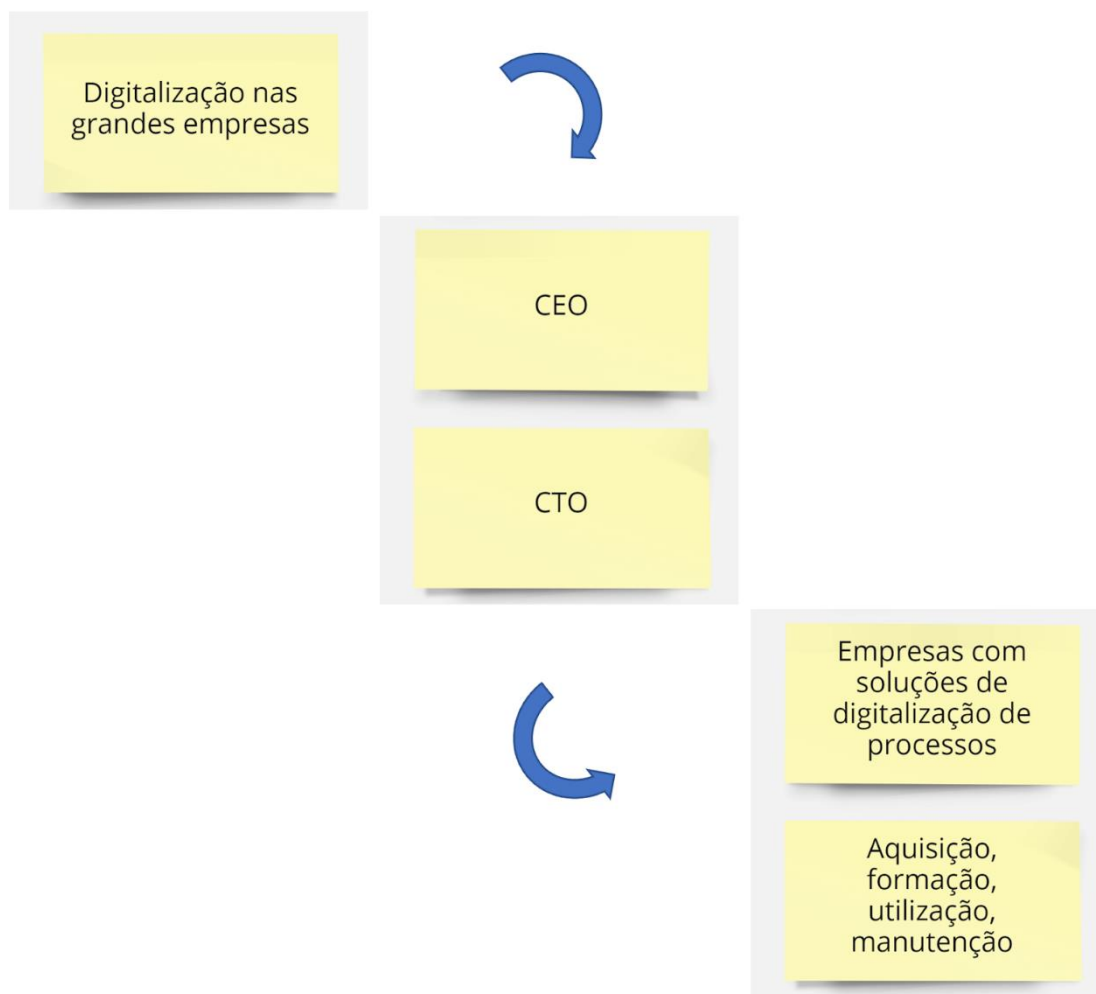 Digitalização nas
grandes empresas
CEO
CTO
Empresas com
soluções de
digitalização de
processos
Aquisição,
formação,
utilização,
manutenção